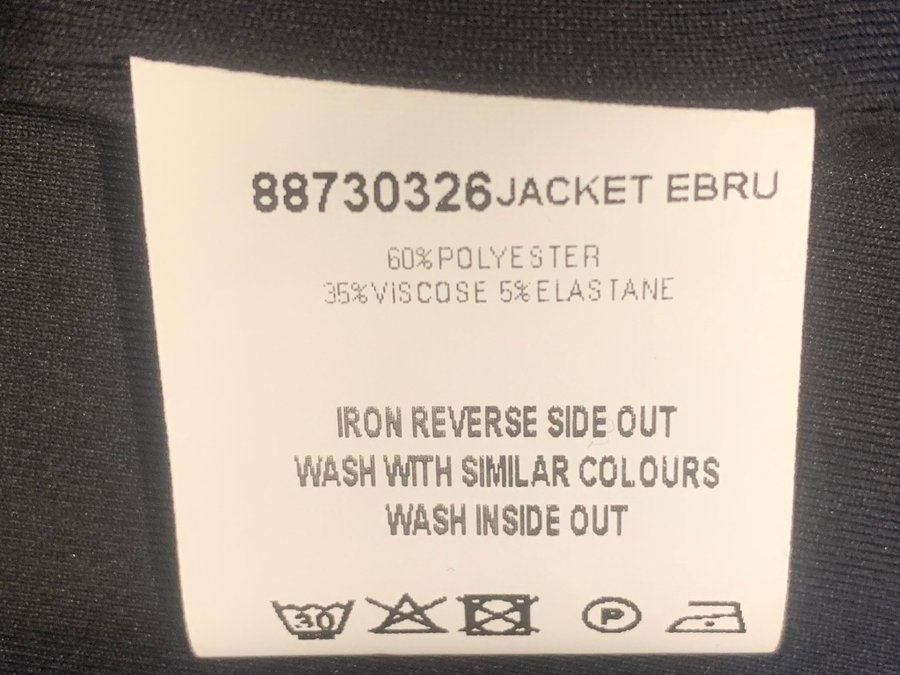 88730326JACKET EBRU
60%POLYESTER
35%VISCOSE 5%ELASTANE
IRON REVERSE SIDE OUT
WASH WITH SIMILAR COLOURS
WASH INSIDE OUT
30 P